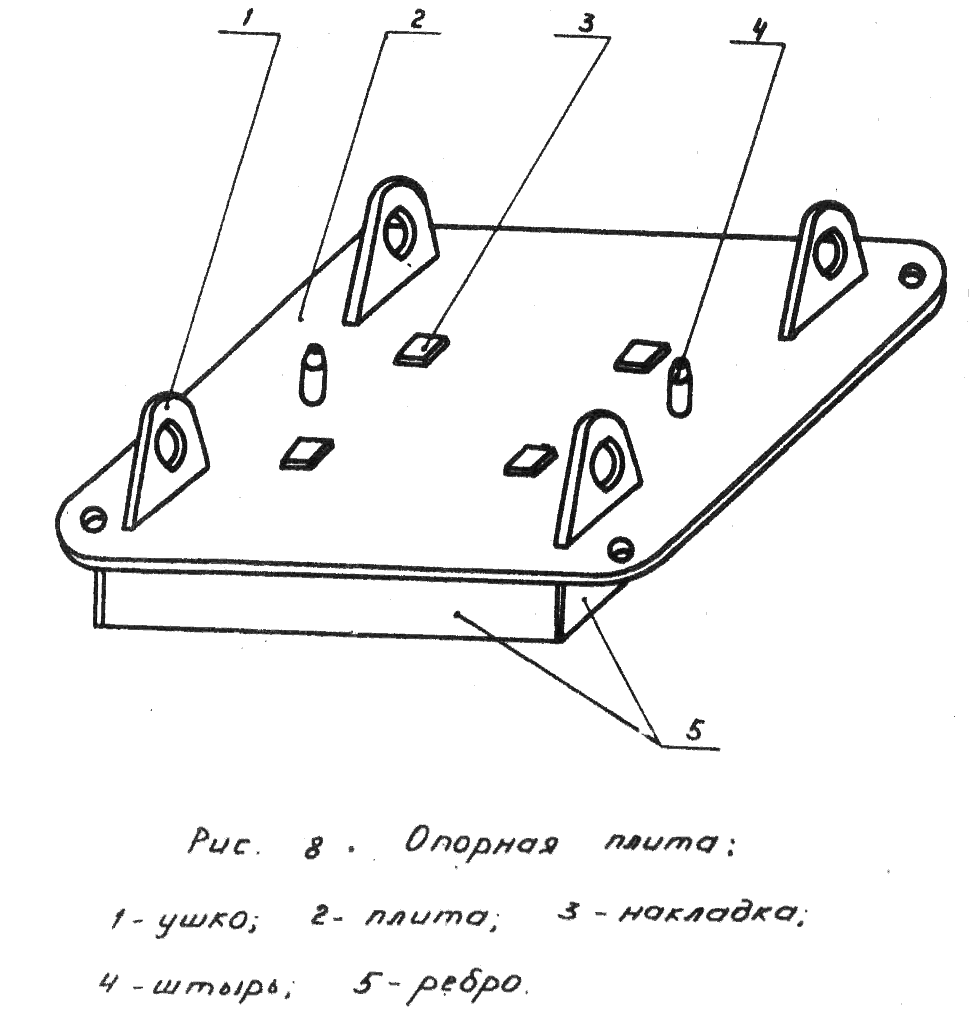 1 2 3 4
5
Рис. 8. Опорная плита:
1- ушко; 2- плита; 3 - накладка;
4 - штырь; 5- ребро.